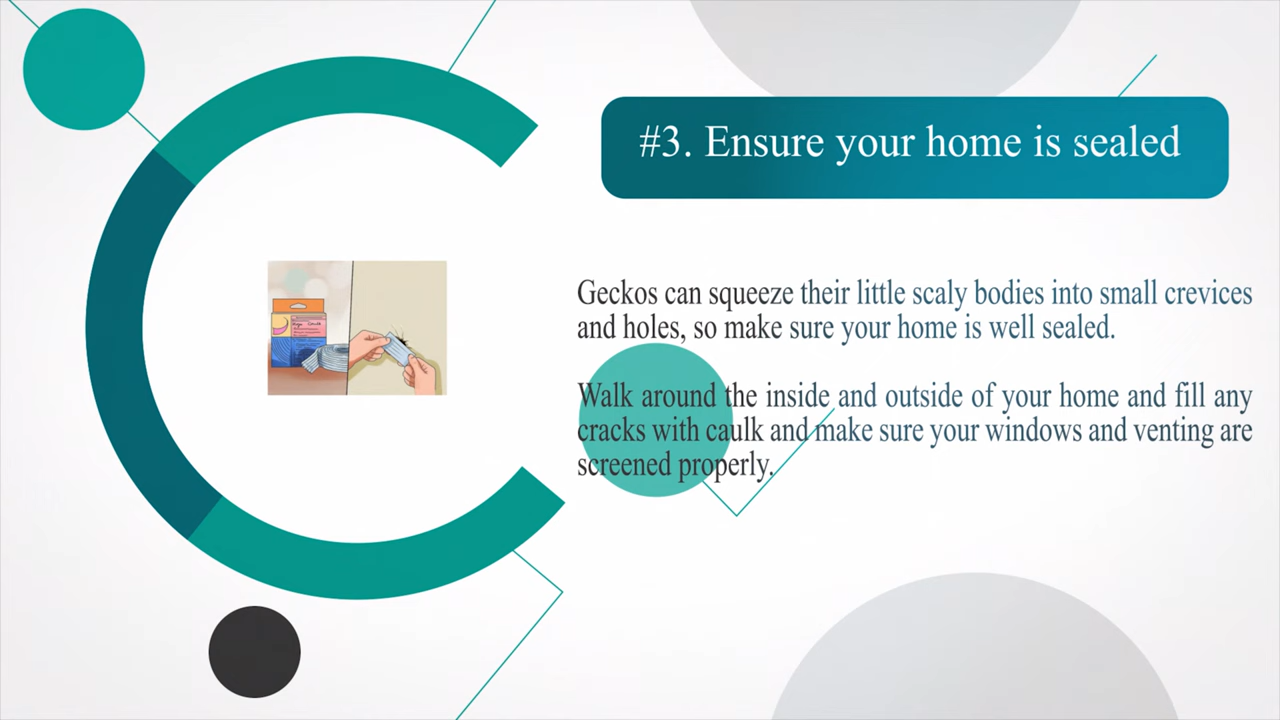 #3. Ensure your home is sealed
Geckos can squeeze their little scaly bodies into small crevices
and holes, so make sure your home is well sealed.
Walk around the inside and outside of your home and fill any
cracks with caulk and make sure your windows and venting are
screened properly.